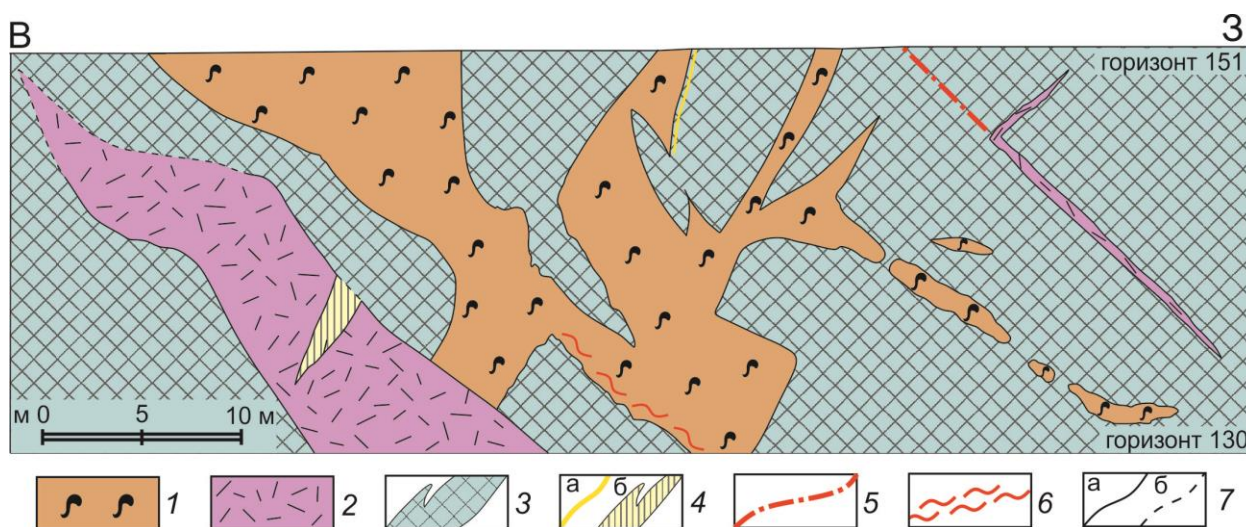 В З
горизонт 151
м 0 5 10 м
горизонт 130
1 2 3 а б 4 5 6 а б 7